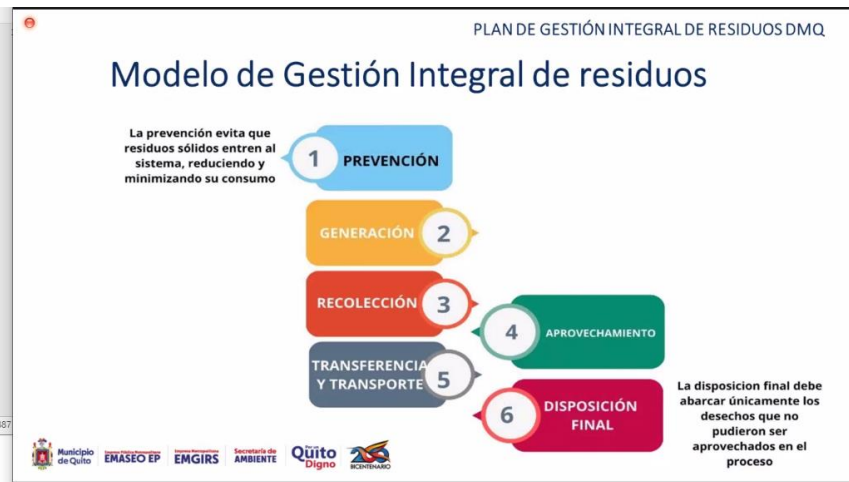 PLAN DE GESTIÓN INTEGRAL DE RESIDUOS DMQ
Modelo de Gestión Integral de residuos
La prevención evita que
residuos sólidos entren al
sistema, reduciendo y
minimizando su consumo
1
PREVENCIÓN
GENERACIÓN
2
RECOLECCIÓN
3
4
APROVECHAMIENTO
TRANSFERENCIA
Y TRANSPORTE
5
6
DISPOSICIÓN
FINAL
La disposicion final debe
abarcar únicamente los
desechos que no
pudieron ser
aprovechados en el
proceso
487
Municipio
de Quito
EMASEO EP
EMGIRS
Secretaría de
AMBIENTE
Quito
Digno
BICENTENARIO